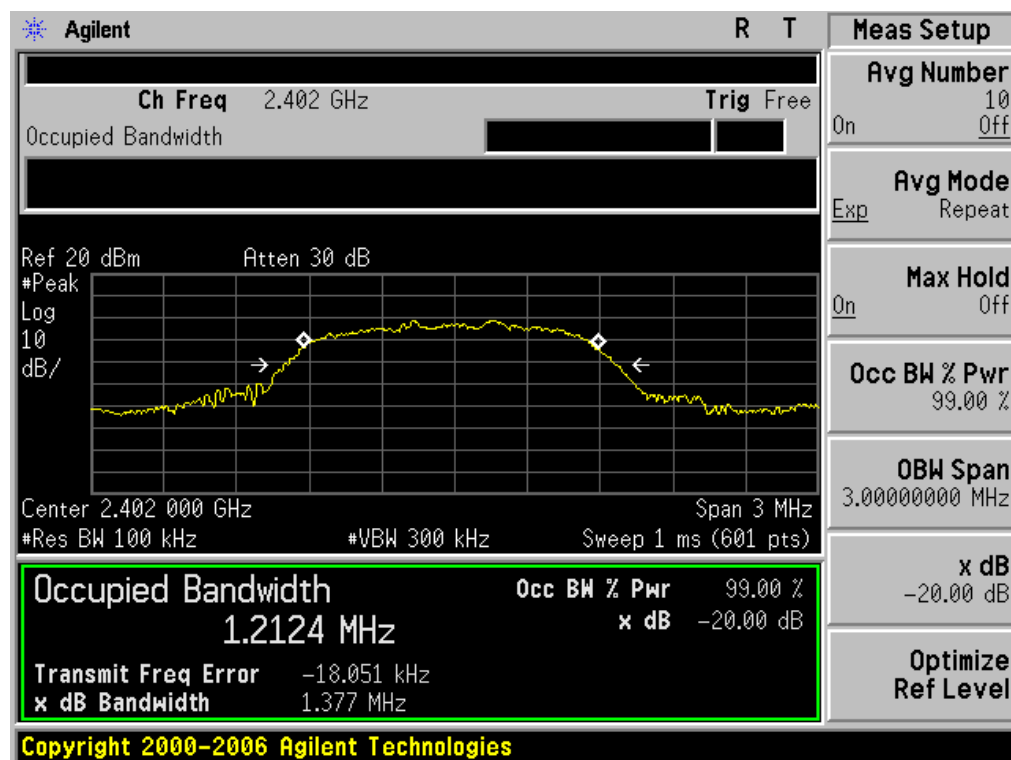 Agilent R T
Ch Freq 2.402 GHz Trig Free
Occupied Bandwidth
Ref 20 dBm Atten 30 dB
#Peak
Log
10
dB/
Center 2.402 000 GHz Span 3 MHz
#Res BW 100 kHz #VBW 300 kHz Sweep 1 ms (601 pts)
Occupied Bandwidth Occ BW % Pwr 99.00 %
1.2124 MHz x dB -20.00 dB
Transmit Freq Error -18.051 kHz
x dB Bandwidth 1.377 MHz
Copyright 2000-2006 Agilent Technologies
Meas Setup
Avg Number
10
On Off
Avg Mode
Exp Repeat
Max Hold
On Off
Occ BW % Pwr
99.00 %
OBW Span
3.00000000 MHz
x dB
-20.00 dB
Optimize
Ref Level